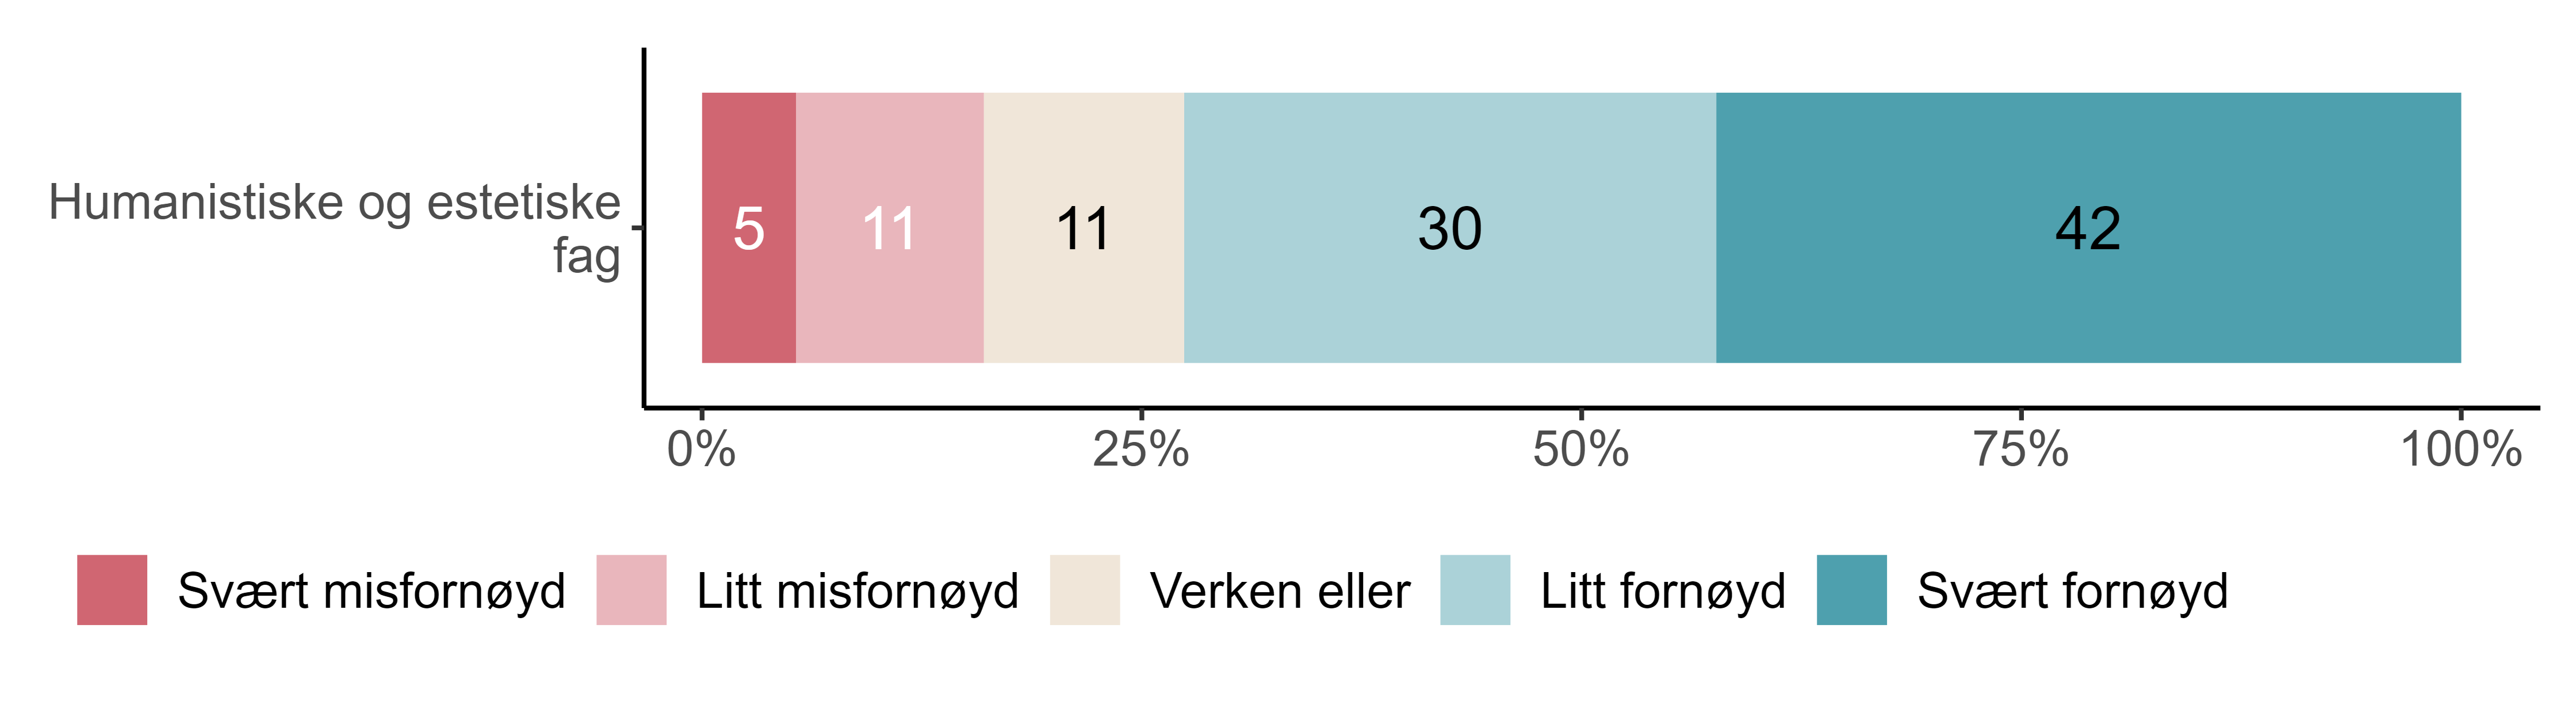 Humanistiske og estetiske
fag
5 11 11 30 42
0% 25% 50% 75% 100%
Svært misfornøyd Litt misfornøyd Verken eller Litt fornøyd Svært fornøyd